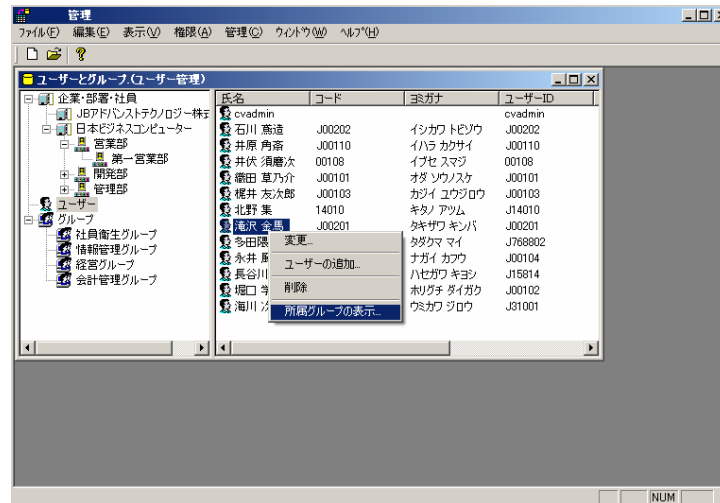 管理
ファイル(F) 編集(E) 表示(V) 権限(A) 管理(C) ウィンドウ(W) ヘルプ(H)
ユーザーとグループ.(ユーザー管理)
企業・部署・社員
JBアドバンストテクノロジー株
日本ビジネスコンピューター
営業部
第一営業部
開発部
管理部
ユーザー
グループ
社員衛生グループ
情報管理グループ
経営グループ
会計管理グループ
氏名 コード ヨミガナ ユーザーID
cvadmin cvadmin
石川 蔦造 J00202 イシカワ トビゾウ J00202
井原 角斎 J00110 イハラ カクサイ J00110
井伏 須磨次 00108 イブセ スマジ 00108
織田 草乃介 J00101 オダ ソウノスケ J00101
梶井 友次郎 J00103 カジイ ユウジロウ J00103
北野 集 14010 キタノ アツム J14010
滝沢 金馬 J00201 タキザワ キンバ J00201
多田隈 タダクマ マイ J768802
永井 ナガイ カフウ J00104
長谷川 ハセガワ キヨシ J15814
堀口 学 ホリグチ ダイガク J00102
海川 次 ウミカワ ジロウ J31001
変更...
ユーザーの追加...
削除
所属グループの表示...
NUM